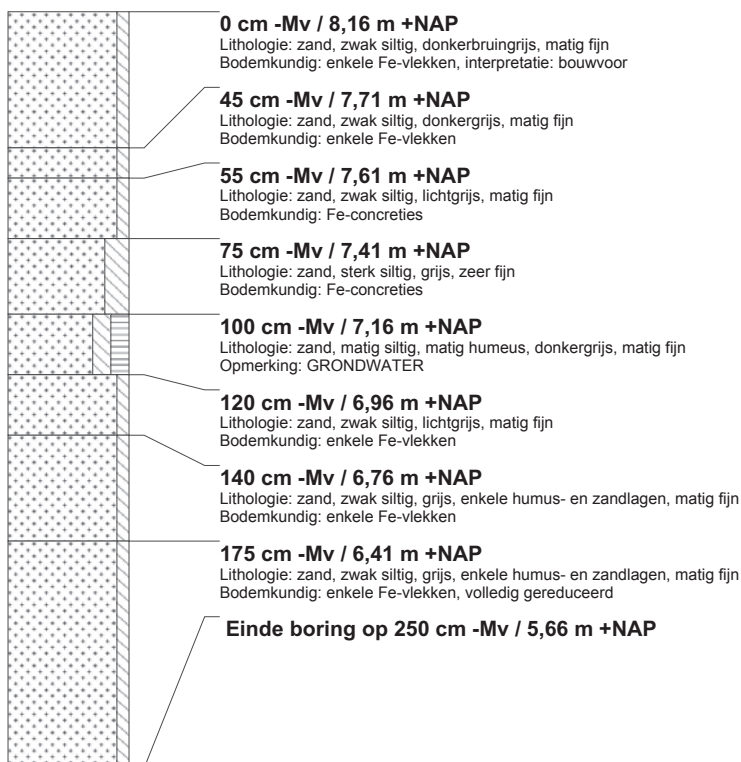 0 cm -Mv / 8,16 m +NAP
Lithologie: zand, zwak siltig, donkerbruingrijs, matig fijn
Bodemkundig: enkele Fe-vlekken, interpretatie: bouwvoor
45 cm -Mv / 7,71 m +NAP
Lithologie: zand, zwak siltig, donkergrijs, matig fijn
Bodemkundig: enkele Fe-vlekken
55 cm -Mv / 7,61 m +NAP
Lithologie: zand, zwak siltig, lichtgrijs, matig fijn
Bodemkundig: Fe-concreties
75 cm -Mv / 7,41 m +NAP
Lithologie: zand, sterk siltig, grijs, zeer fijn
Bodemkundig: Fe-concreties
100 cm -Mv / 7,16 m +NAP
Lithologie: zand, matig siltig, matig humeus, donkergrijs, matig fijn
Opmerking: GRONDWATER
120 cm -Mv / 6,96 m +NAP
Lithologie: zand, zwak siltig, lichtgrijs, matig fijn
Bodemkundig: enkele Fe-vlekken
140 cm -Mv / 6,76 m +NAP
Lithologie: zand, zwak siltig, grijs, enkele humus- en zandlagen, matig fijn
Bodemkundig: enkele Fe-vlekken
175 cm -Mv / 6,41 m +NAP
Lithologie: zand, zwak siltig, grijs, enkele humus- en zandlagen, matig fijn
Bodemkundig: enkele Fe-vlekken, volledig gereduceerd
Einde boring op 250 cm -Mv / 5,66 m +NAP